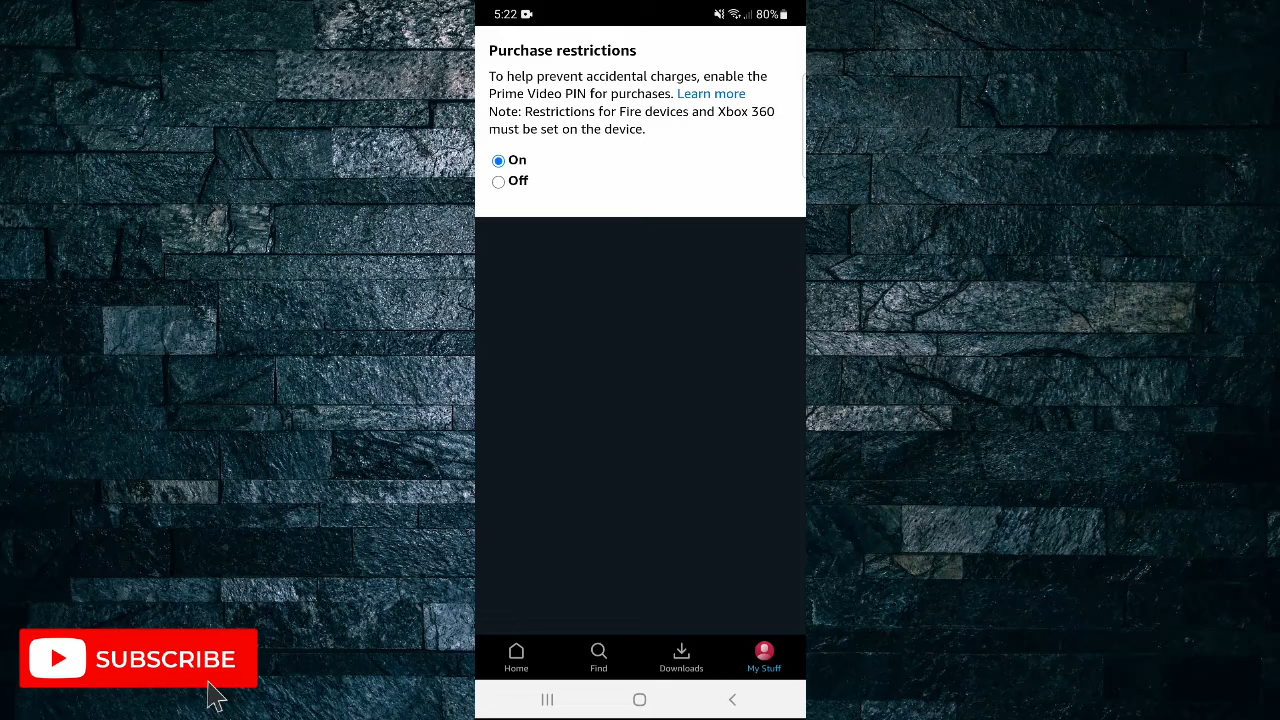 5:22
80%
Purchase restrictions
To help prevent accidental charges, enable the
Prime Video PIN for purchases. Learn more
Note: Restrictions for Fire devices and Xbox 360
must be set on the device.
On
Off
SUBSCRIBE
Home
Find
Downloads
My Stuff